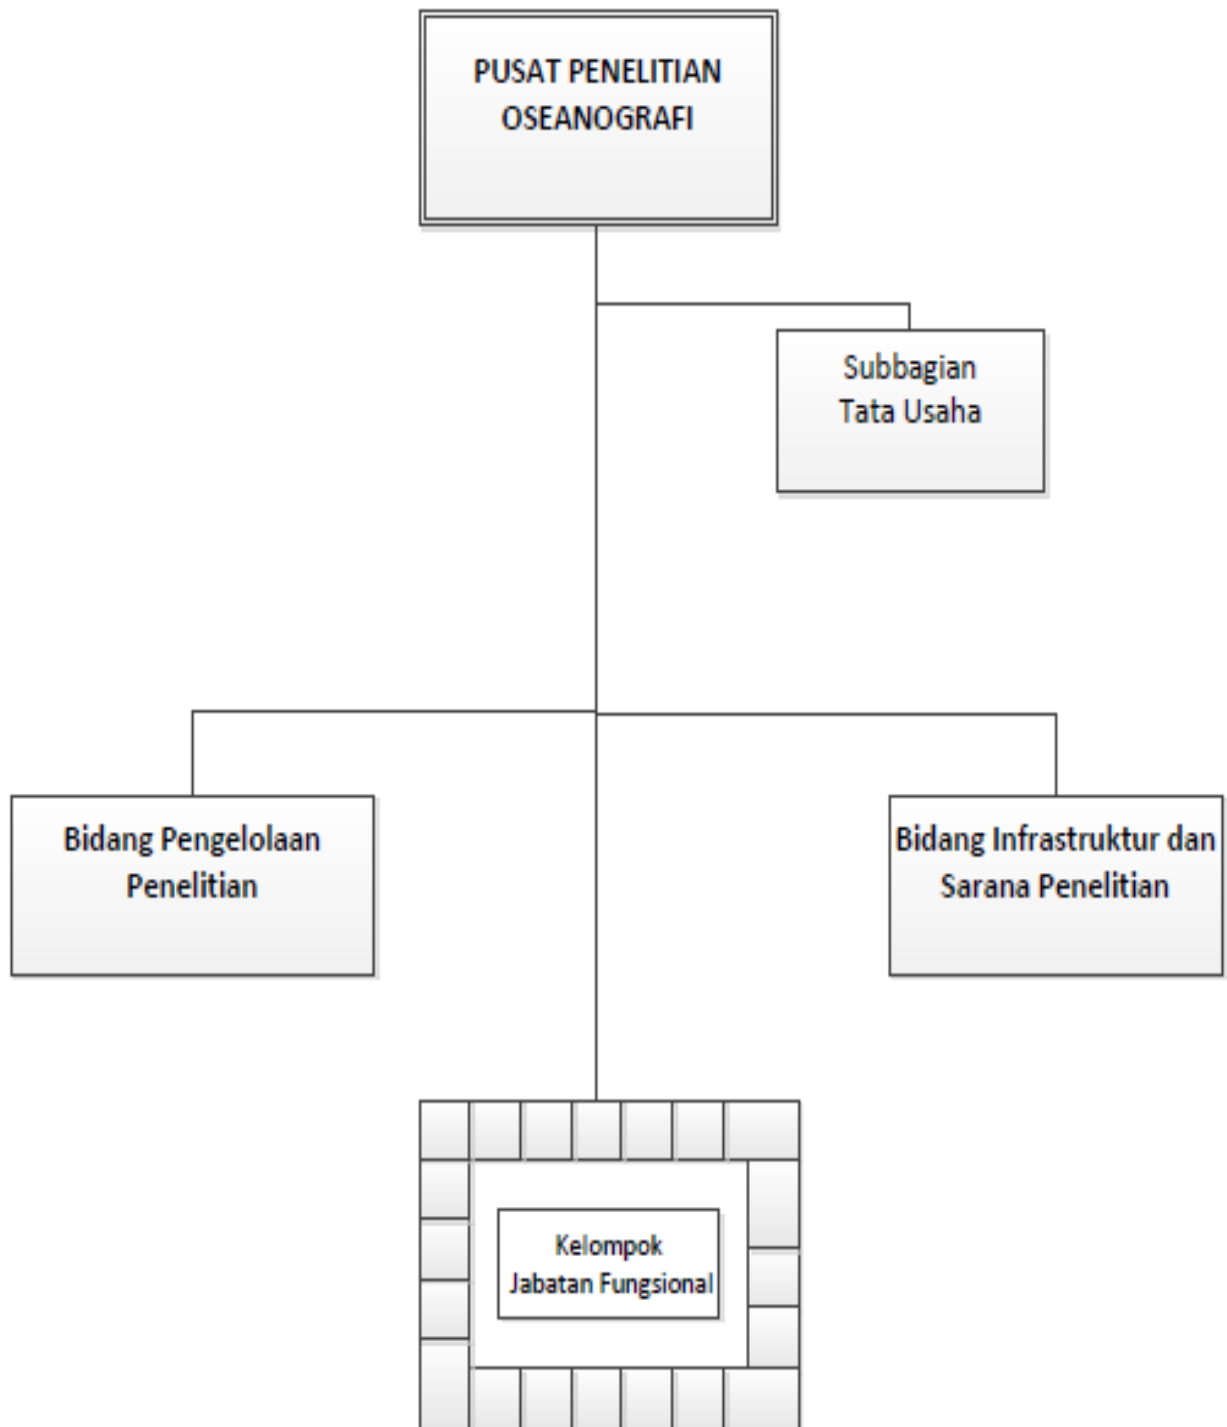 PUSAT PENELITIAN
OSEANOGRAFI
Subbagian
Tata Usaha
Bidang Pengelolaan
Penelitian
Bidang Infrastruktur dan
Sarana Penelitian
Kelompok
Jabatan Fungsional